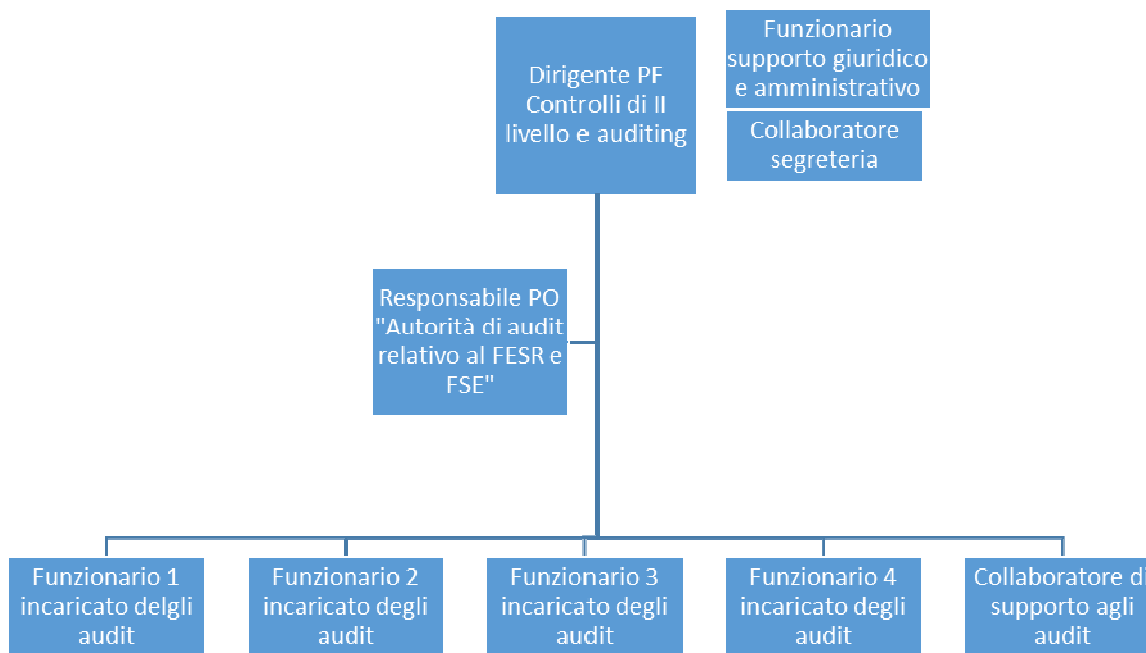 Dirigente PF
Controlli di II
livello e auditing
Funzionario
supporto giuridico
e amministrativo
Collaboratore
segreteria
Responsabile PO
"Autorità di audit
relativo al FESR e
FSE"
Funzionario 1
incaricato delgli
audit
Funzionario 2
incaricato degli
audit
Funzionario 3
incaricato degli
audit
Funzionario 4
incaricato degli
audit
Collaboratore di
supporto agli
audit